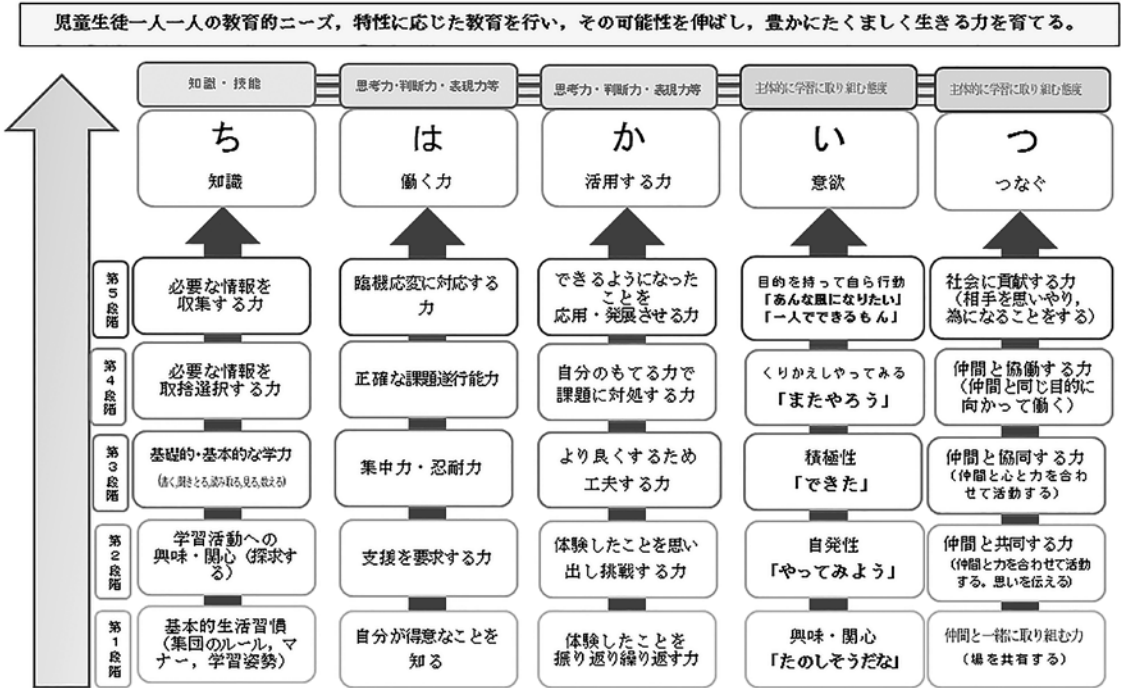 児童生徒一人一人の教育的ニーズ，特性に応じた教育を行い，その可能性を伸ばし，豊かにたくましく生きる力を育てる。
知識・技能
思考力・判断力・表現力等
思考力・判断力・表現力等
主体的に学習に取り組む態度
主体的に学習に取り組む態度
ち
知識
は
働く力
か
活用する力
い
意欲
つ
つなぐ
第5段階
必要な情報を
収集する力
臨機応変に対応する
力
できるようになった
ことを
応用・発展させる力
目的を持って自ら行動
「あんな風になりたい」
「一人でできるもん」
社会に貢献する力
（相手を思いやり，
為になることをする）
第4段階
必要な情報を
取捨選択する力
正確な課題遂行能力
自分のもてる力で
課題に対処する力
くりかえしやってみる
「またやろう」
仲間と協働する力
（仲間と同じ目的に
向かって働く）
第3段階
基礎的・基本的な学力
（書く,聞きとる,読み取る,見る,数える）
集中力・忍耐力
より良くするため
工夫する力
積極性
「できた」
仲間と協同する力
（仲間と心と力を合わ
せて活動する）
第2段階
学習活動への
興味・関心（探求す
る）
支援を要求する力
体験したことを思い
出し挑戦する力
自発性
「やってみよう」
仲間と共同する力
（仲間と力を合わせて活動
する。思いを伝える）
第1段階
基本的生活習慣
（集団のルール，マ
ナー，学習姿勢）
自分が得意なことを
知る
体験したことを
振り返り繰り返す力
興味・関心
「たのしそうだな」
仲間と一緒に取り組む力
（場を共有する）